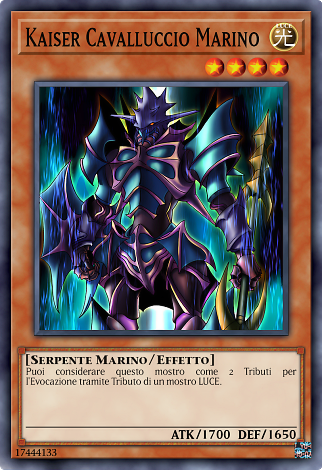 Kaiser Cavalluccio Marino
光
[Serpente Marino/Effetto]
Puoi considerare questo mostro come 2 Tributi per
l'Evocazione tramite Tributo di un mostro LUCE.
ATK/1700 DEF/1650
17444133